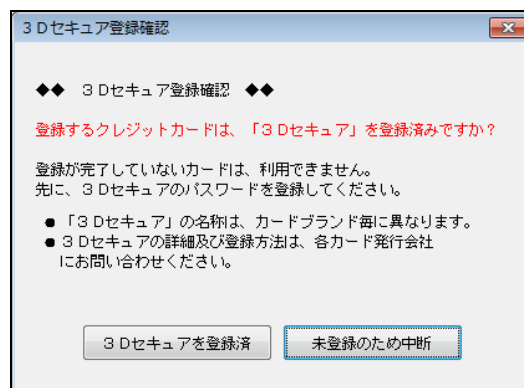 ３Ｄセキュア登録確認
◆◆　３Ｄセキュア登録確認　◆◆
登録するクレジットカードは、「３Ｄセキュア」を登録済みですか？
登録が完了していないカードは、利用できません。
先に、３Ｄセキュアのパスワードを登録してください。
●「３Ｄセキュア」の名称は、カードブランド毎に異なります。
●３Ｄセキュアの詳細及び登録方法は、各カード発行会社
にお問い合わせください。
３Ｄセキュアを登録済
未登録のため中断